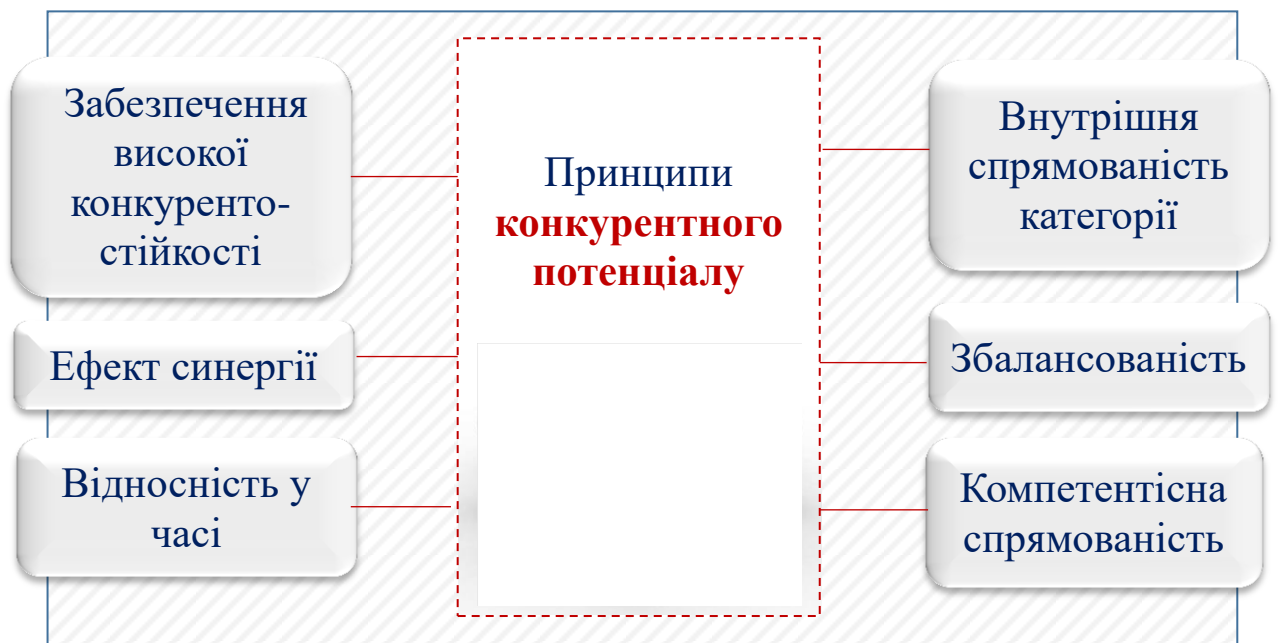 Забезпечення
високої
конкуренто-
стійкості
Ефект синергії
Відносність у
часі
Принципи
конкурентного
потенціалу
Внутрішня
спрямованість
категорії
Збалансованість
Компетентісна
спрямованість